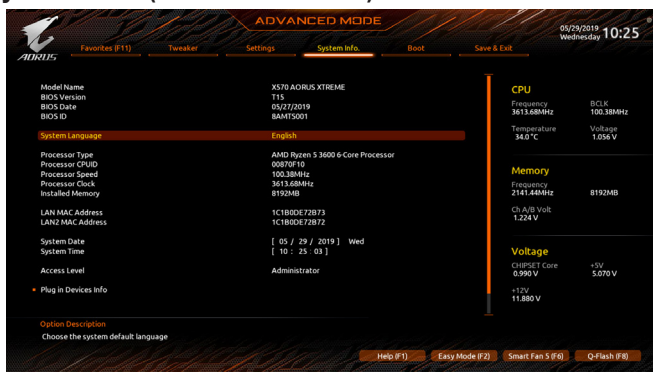 ADVANCED MODE
05/29/2019
Wednesday 10:25
AORUS
Favorites (F11) Tweaker Settings System Info. Boot Save & Exit
Model Name X570 AORUS XTREME
BIOS Version T15
BIOS Date 05/27/2019
BIOS ID 8AMTS001
System Language English
Processor Type AMD Ryzen 5 3600 6-Core Processor
Processor CPUID 00870F10
Processor Speed 100.38MHz
Processor Clock 3613.68MHz
Installed Memory 8192MB
LAN MAC Address 1C1B0DE72B73
LAN2 MAC Address 1C1B0DE72B72
System Date [ 05 / 29 / 2019 ] Wed
System Time [ 10 : 25 : 03 ]
Access Level Administrator
Plug in Devices Info
CPU
Frequency BCLK
3613.68MHz 100.38MHz
Temperature Voltage
34.0 °C 1.056 V
Memory
Frequency
2141.44MHz 8192MB
Ch A/B Volt
1.224 V
Voltage
CHIPSET Core +5V
0.990 V 5.070 V
+12V
11.880 V
Option Description
Choose the system default language
Help (F1) Easy Mode (F2) Smart Fan 5 (F6) Q-Flash (F8)